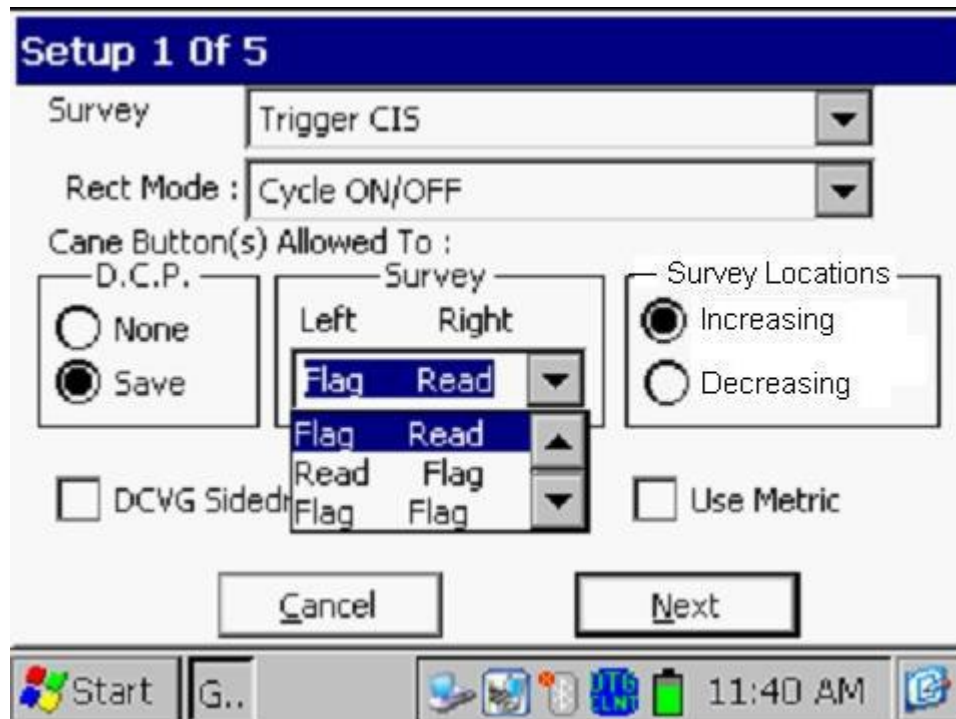 Setup 1 Of 5
Survey Trigger CIS
Rect Mode : Cycle ON/OFF
Cane Button(s) Allowed To :
D.C.P. Survey Survey Locations
None Left Right Increasing
Save Flag Read Decreasing
Flag Read
Read Flag
DCVG Use Metric
Flag Flag
Cancel Next
Start G.. 11:40 AM